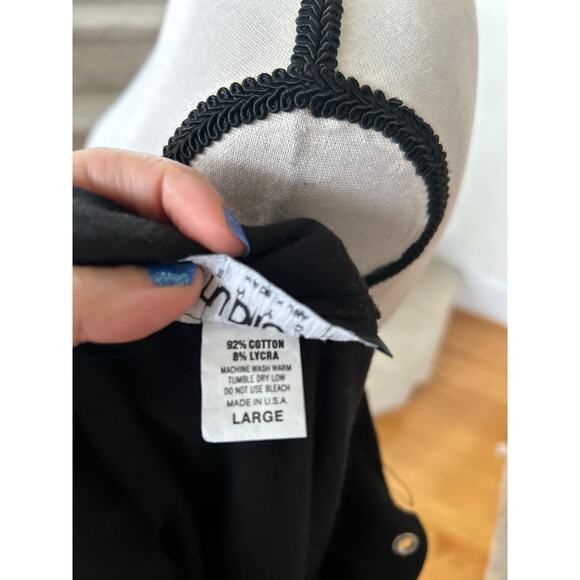 92% COTTON
8% LYCRA
MACHINE WASH WARM
TUMBLE DRY LOW
DO NOT USE BLEACH
MADE IN U.S.A.
LARGE